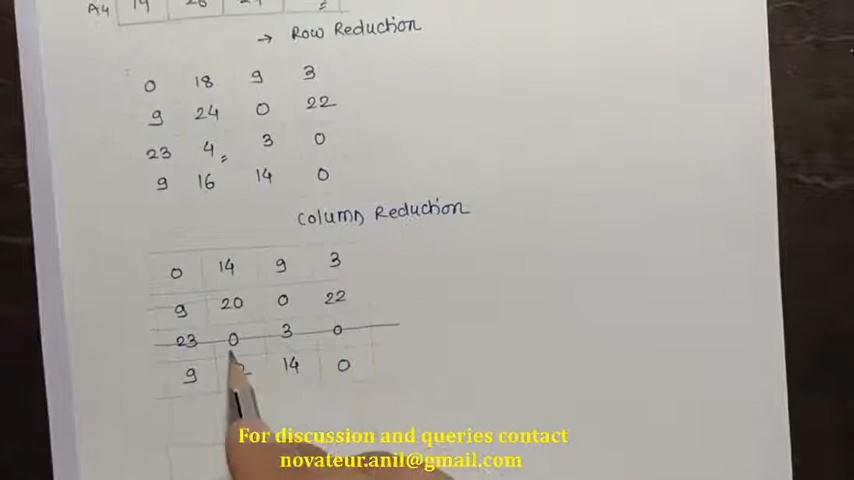 A4 14
→ Row Reduction
0 18 9 3
9 24 0 22
23 4 3 0
9 16 14 0
Column Reduction
0 14 9 3
9 20 0 22
23 0 3 0
9 2 14 0
For discussion and queries contact
novateur.anil@gmail.com